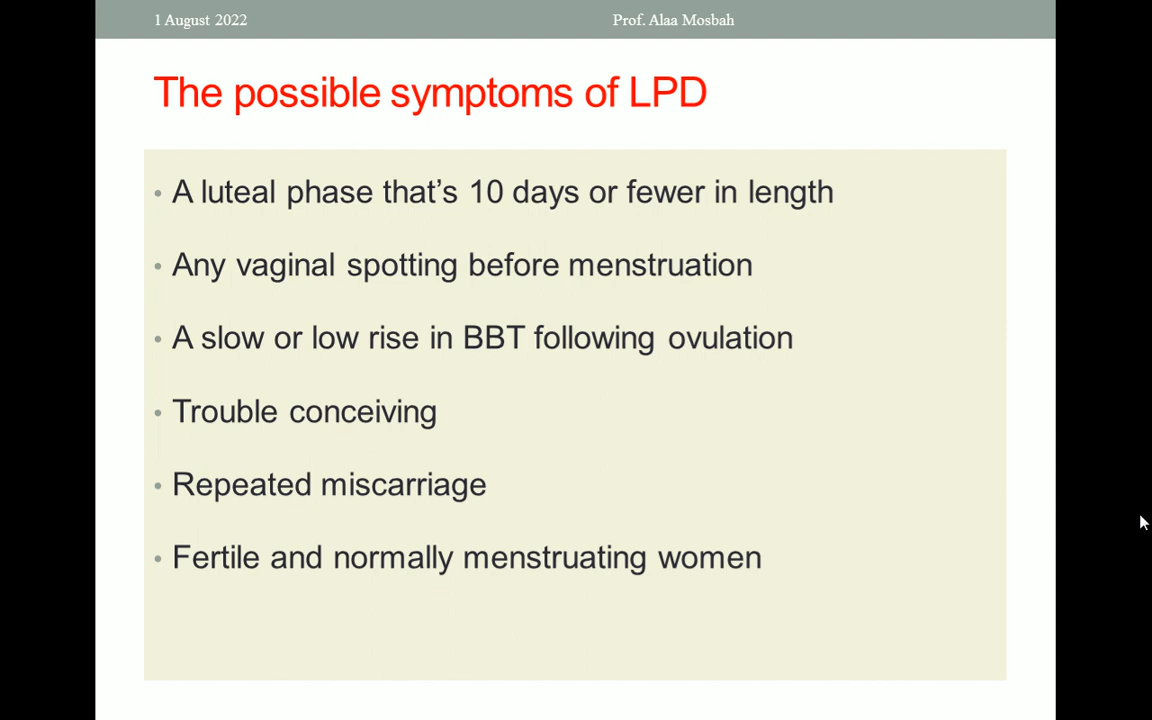 1 August 2022 Prof. Alaa Mosbah
The possible symptoms of LPD
• A luteal phase that’s 10 days or fewer in length
• Any vaginal spotting before menstruation
• A slow or low rise in BBT following ovulation
• Trouble conceiving
• Repeated miscarriage
• Fertile and normally menstruating women